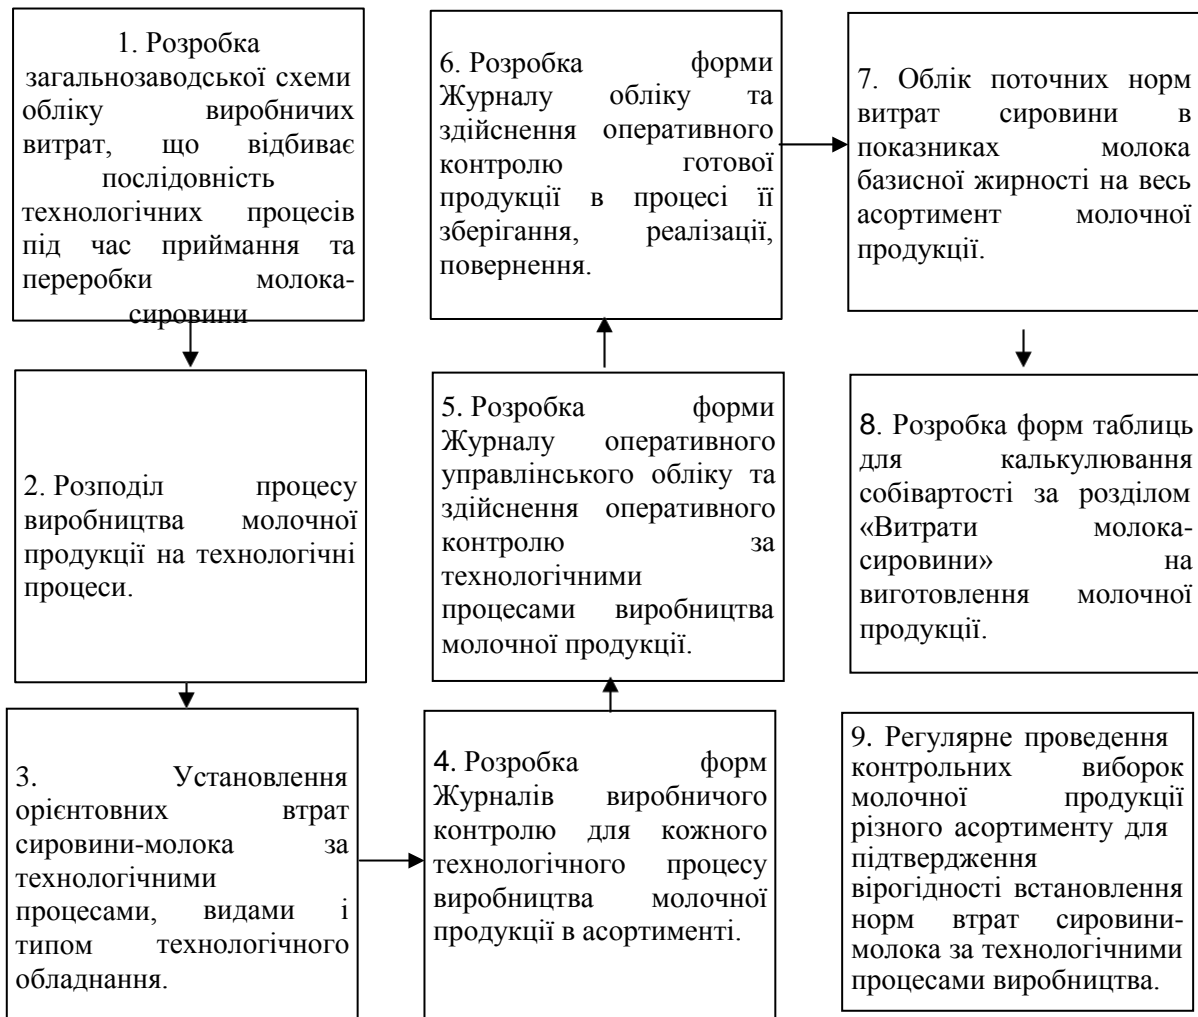 1. Розробка
загальнозаводської схеми
обліку виробничих
витрат, що відбиває
послідовність
технологічних процесів
під час приймання та
переробки молока-
сировини
2. Розподіл процесу
виробництва молочної
продукції на технологічні
процеси.
3. Установлення
орієнтовних втрат
сировини-молока за
технологічними
процесами, видами і
типом технологічного
обладнання.
4. Розробка форм
Журналів виробничого
контролю для кожного
технологічного процесу
виробництва молочної
продукції в асортименті.
5. Розробка форми
Журналу оперативного
управлінського обліку та
здійснення оперативного
контролю за
технологічними
процесами виробництва
молочної продукції.
6. Розробка форми
Журналу обліку та
здійснення оперативного
контролю готової
продукції в процесі її
зберігання, реалізації,
повернення.
7. Облік поточних норм
витрат сировини в
показниках молока
базисної жирності на весь
асортимент молочної
продукції.
8. Розробка форм таблиць
для калькулювання
собівартості за розділом
«Витрати молока-
сировини» на
виготовлення молочної
продукції.
9. Регулярне проведення
контрольних виборок
молочної продукції
різного асортименту для
підтвердження
вірогідності встановлення
норм втрат сировини-
молока за технологічними
процесами виробництва.